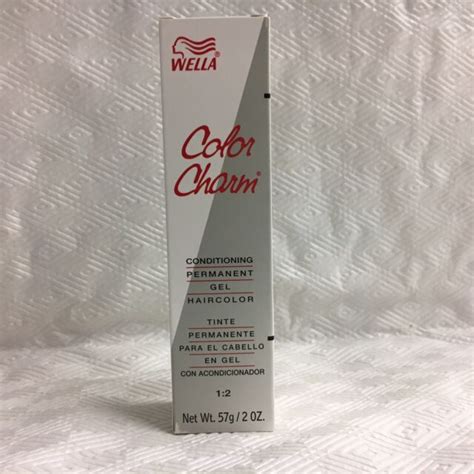 WELLA
Color
Charm®
CONDITIONING
PERMANENT
GEL
HAIRCOLOR
TINTE
PERMANENTE
PARA EL CABELLO
EN GEL
CON ACONDICIONADOR
1:2
Net Wt. 57g / 2 OZ.